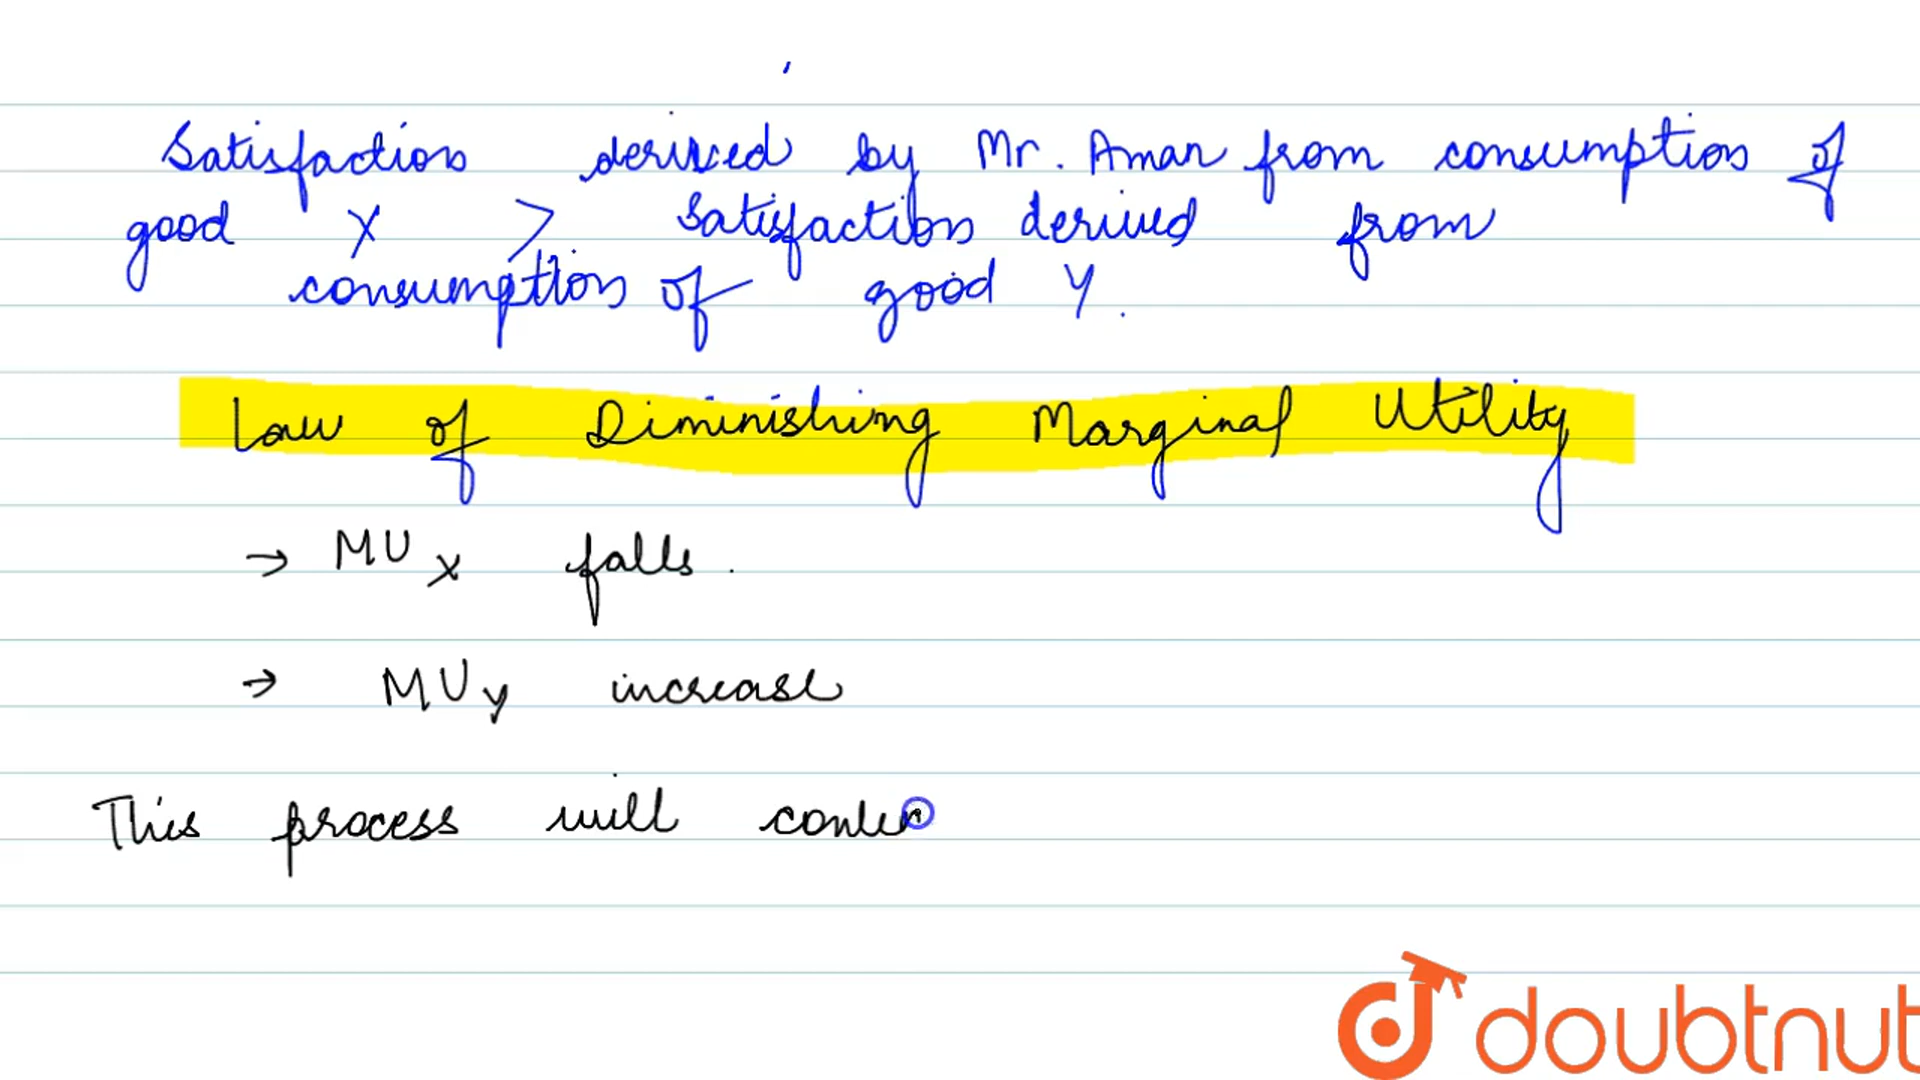 Satisfaction derived by Mr. Aman from consumption of
good X > satisfaction derived from
consumption of good Y.
Law of Diminishing Marginal Utility
→ MUx falls.
→ MUy increase
This process will conten
doubtnut